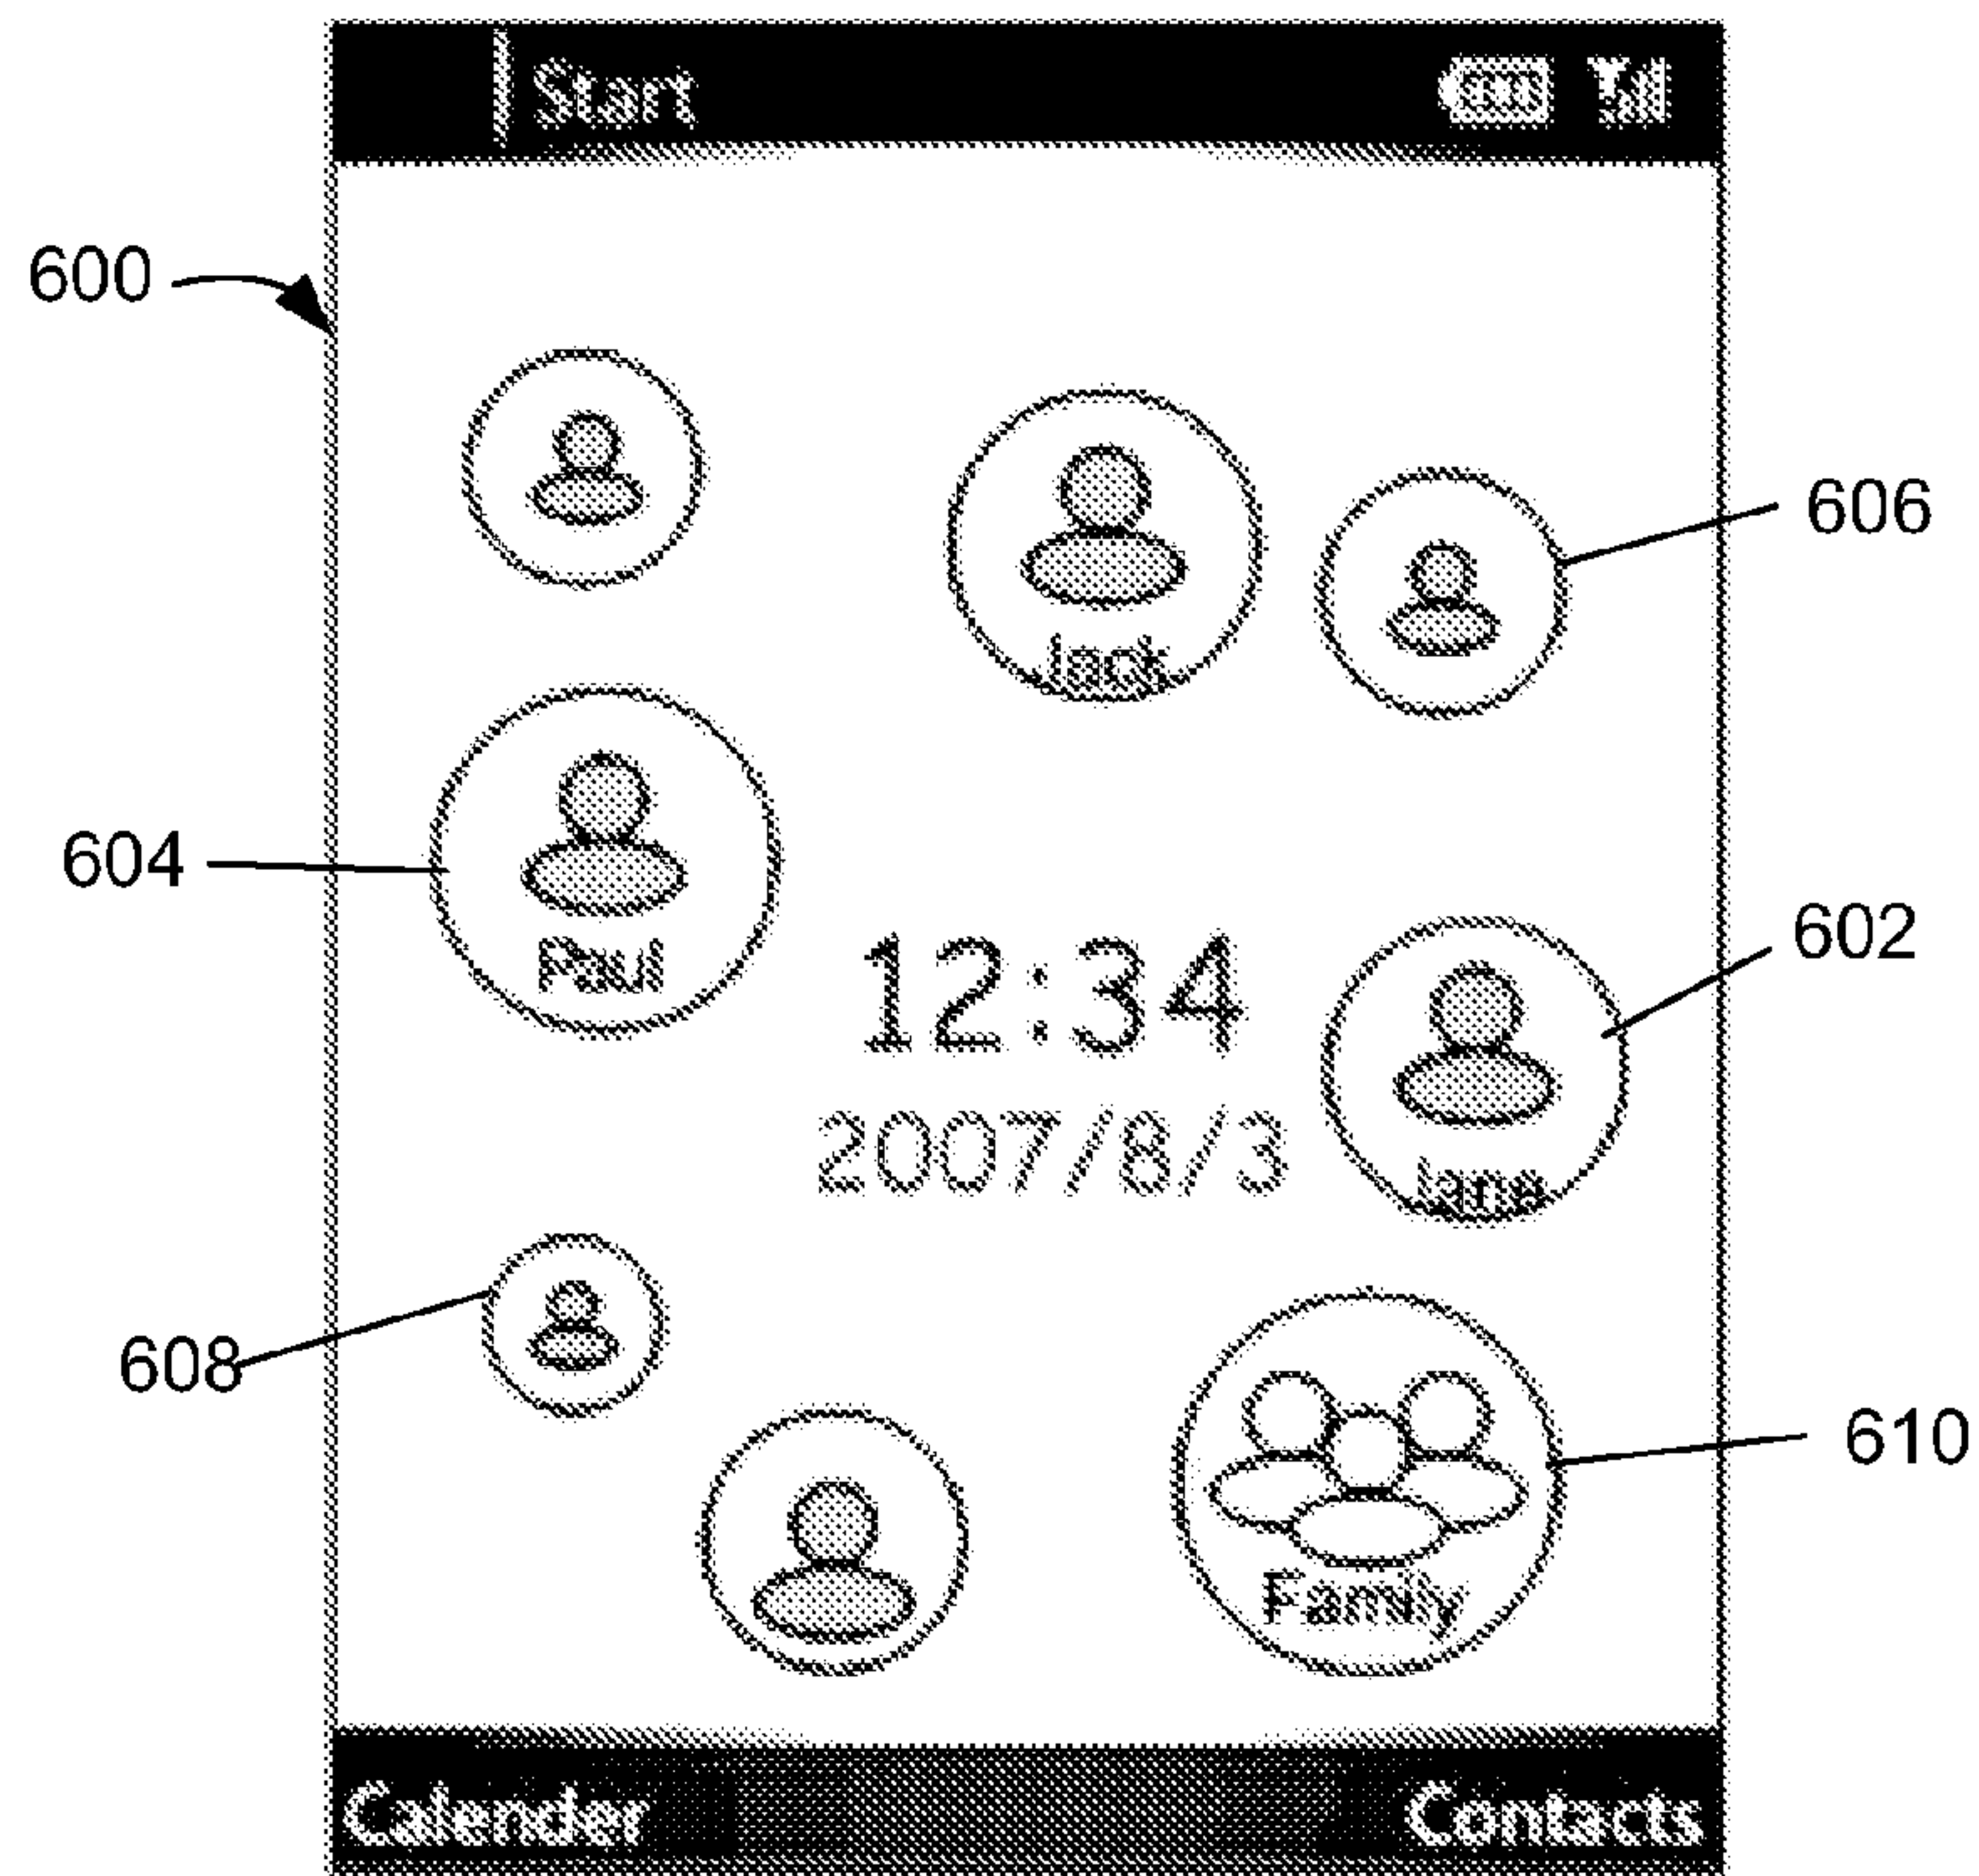 Start
600
606
Jack
604
Paul
12:34
602
2007/8/3
Jane
608
610
Family
Calender
Contacts